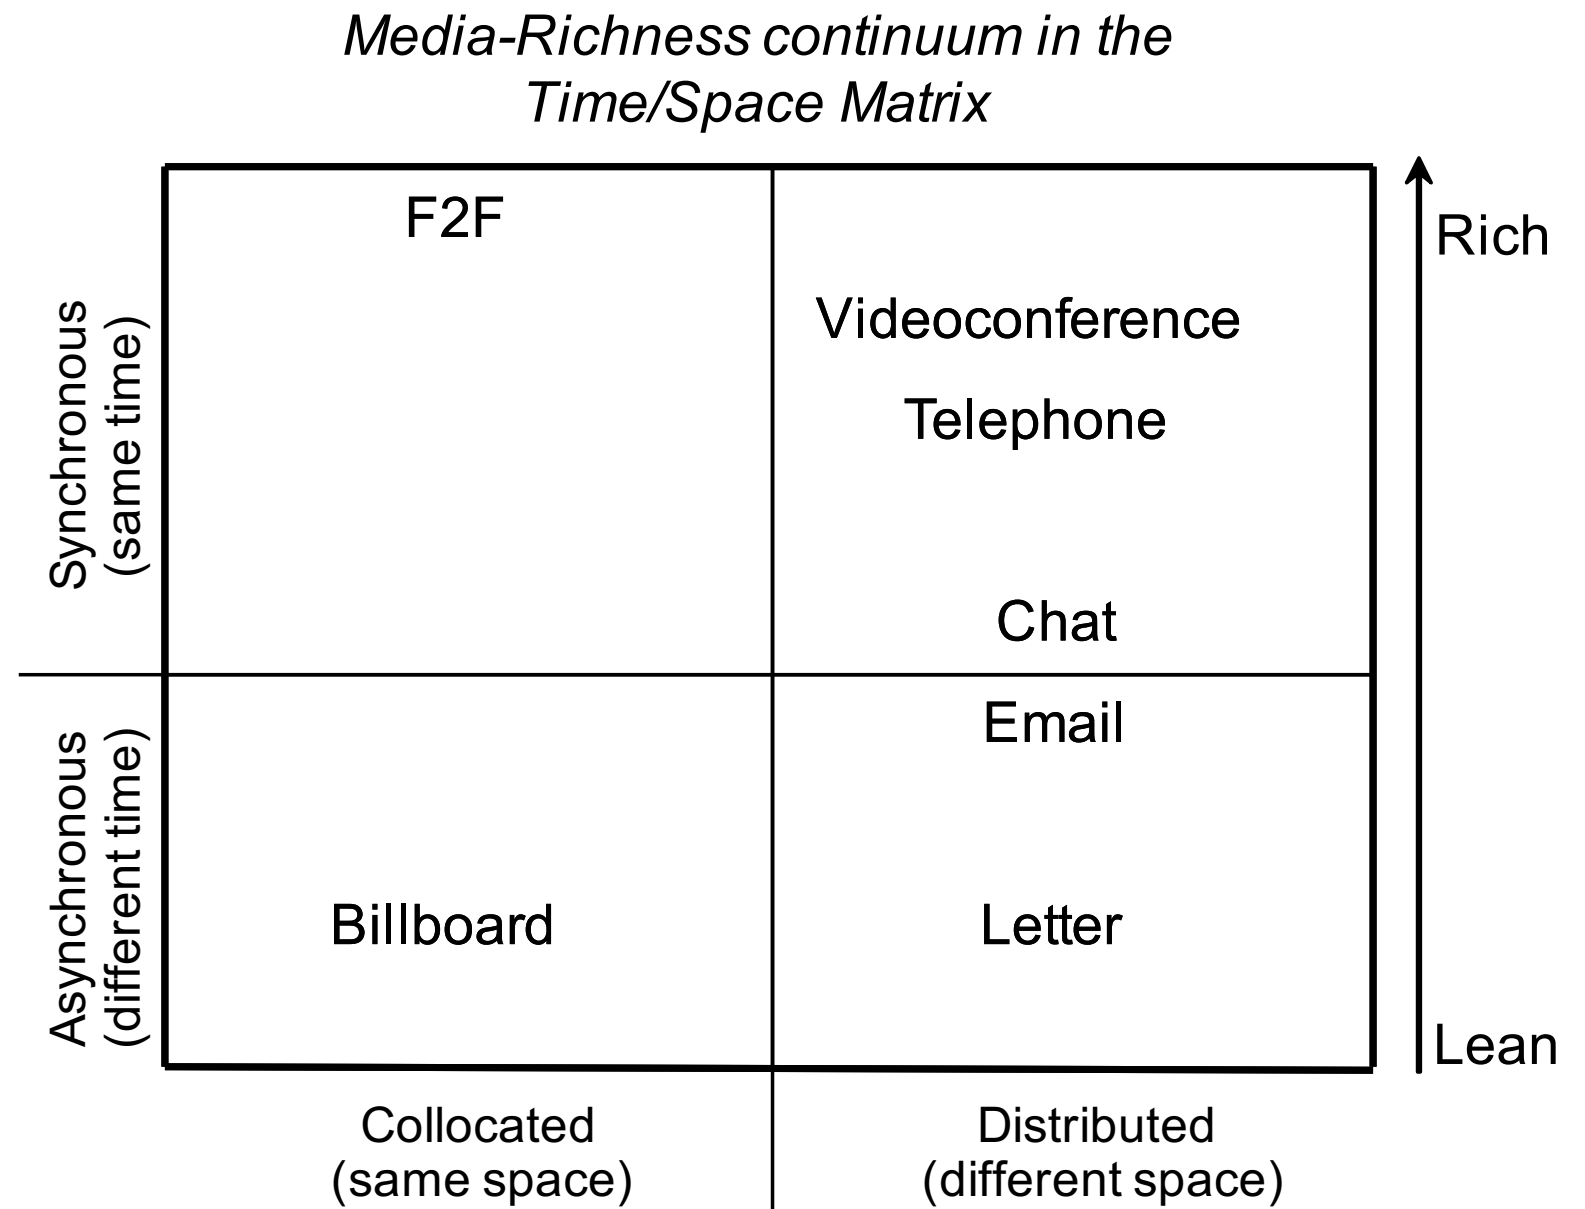 Media-Richness continuum in the
Time/Space Matrix
F2F
Rich
Videoconference
Telephone
Synchronous
(same time)
Chat
Email
Asynchronous
(different time)
Billboard
Letter
Lean
Collocated
(same space)
Distributed
(different space)